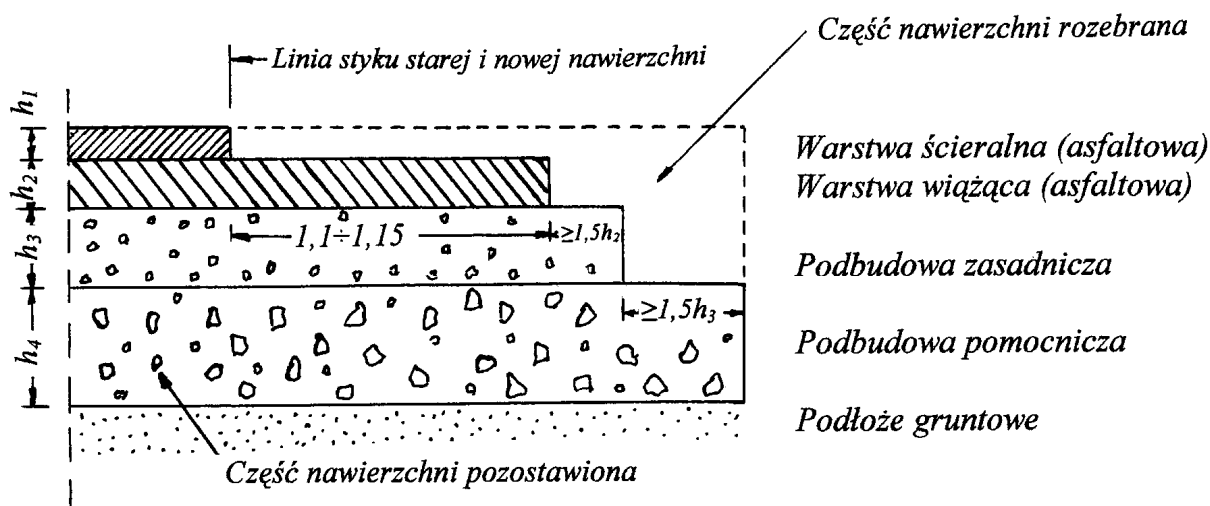 Część nawierzchni rozebrana
Linia styku starej i nowej nawierzchni
h1
h2
h3
h4
Warstwa ścieralna (asfaltowa)
Warstwa wiążąca (asfaltowa)
1,1÷1,15
≥1,5h2
Podbudowa zasadnicza
≥1,5h3
Podbudowa pomocnicza
Podłoże gruntowe
Część nawierzchni pozostawiona